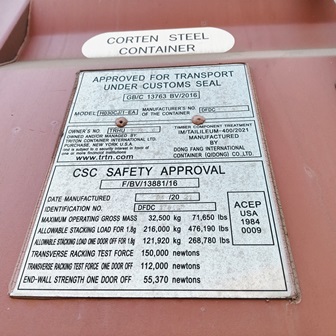 CORTEN STEEL
CONTAINER
APPROVED FOR TRANSPORT
UNDER CUSTOMS SEAL
GB/C 13763 BV/2016
MODEL: MANUFACTURER'S NO. OF THE CONTAINER DFDC
OWNER'S NO. TRHU
OWNED AND/OR MANAGED BY
TRITON CONTAINER INTERNATIONAL LTD.
PURCHASE, NEW YORK U.S.A.
www.trtn.com
TIMBER COMPONENT TREATMENT
IM/TAILILEUM-400/2021
MANUFACTURED
BY
DONG FANG INTERNATIONAL
CONTAINER (QIDONG) CO.,LTD.
CSC SAFETY APPROVAL
F/BV/13881/16
DATE MANUFACTURED /20
IDENTIFICATION NO. DFDC
MAXIMUM OPERATING GROSS MASS 32,500 kg 71,650 lbs
ALLOWABLE STACKING LOAD FOR 1.8g 216,000 kg 476,190 lbs
ALLOWABLE STACKING LOAD ONE DOOR OFF FOR 1.8g 121,920 kg 268,780 lbs
TRANSVERSE RACKING TEST FORCE 150,000 newtons
TRANSVERSE RACKING TEST FORCE ONE DOOR OFF 112,000 newtons
END-WALL STRENGTH ONE DOOR OFF 55,370 newtons
ACEP
USA
1984
0009